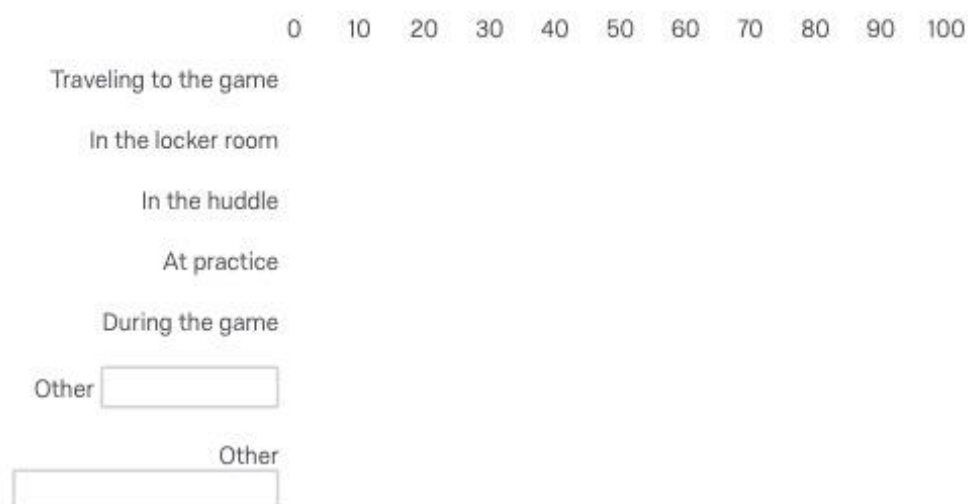 0 10 20 30 40 50 60 70 80 90 100
Traveling to the game
In the locker room
In the huddle
At practice
During the game
Other
Other